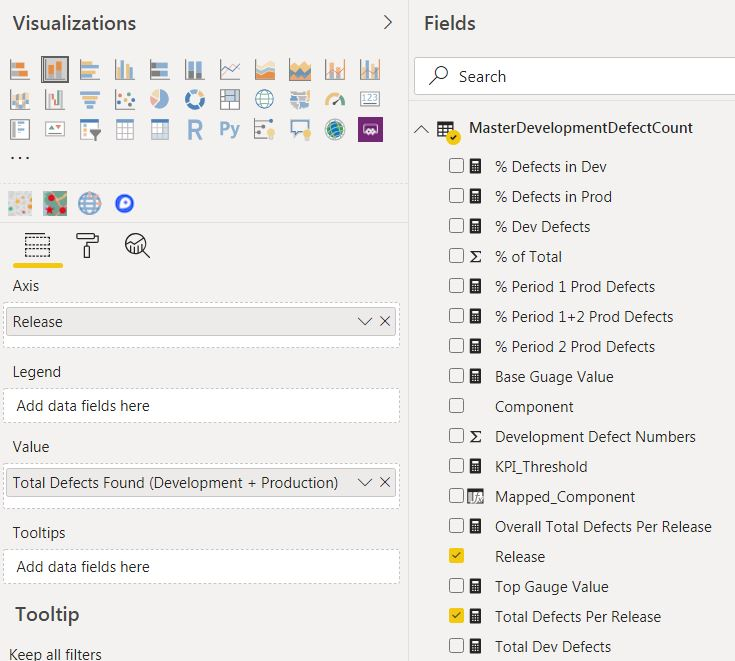 Visualizations
R
Py
123
...
Axis
Release
Legend
Add data fields here
Value
Total Defects Found (Development + Production)
Tooltips
Add data fields here
Tooltip
Keep all filters
Fields
Search
MasterDevelopmentDefectCount
% Defects in Dev
% Defects in Prod
% Dev Defects
Σ % of Total
% Period 1 Prod Defects
% Period 1+2 Prod Defects
% Period 2 Prod Defects
Base Guage Value
Component
Σ Development Defect Numbers
KPI_Threshold
Mapped_Component
Overall Total Defects Per Release
Release
Top Gauge Value
Total Defects Per Release
Total Dev Defects